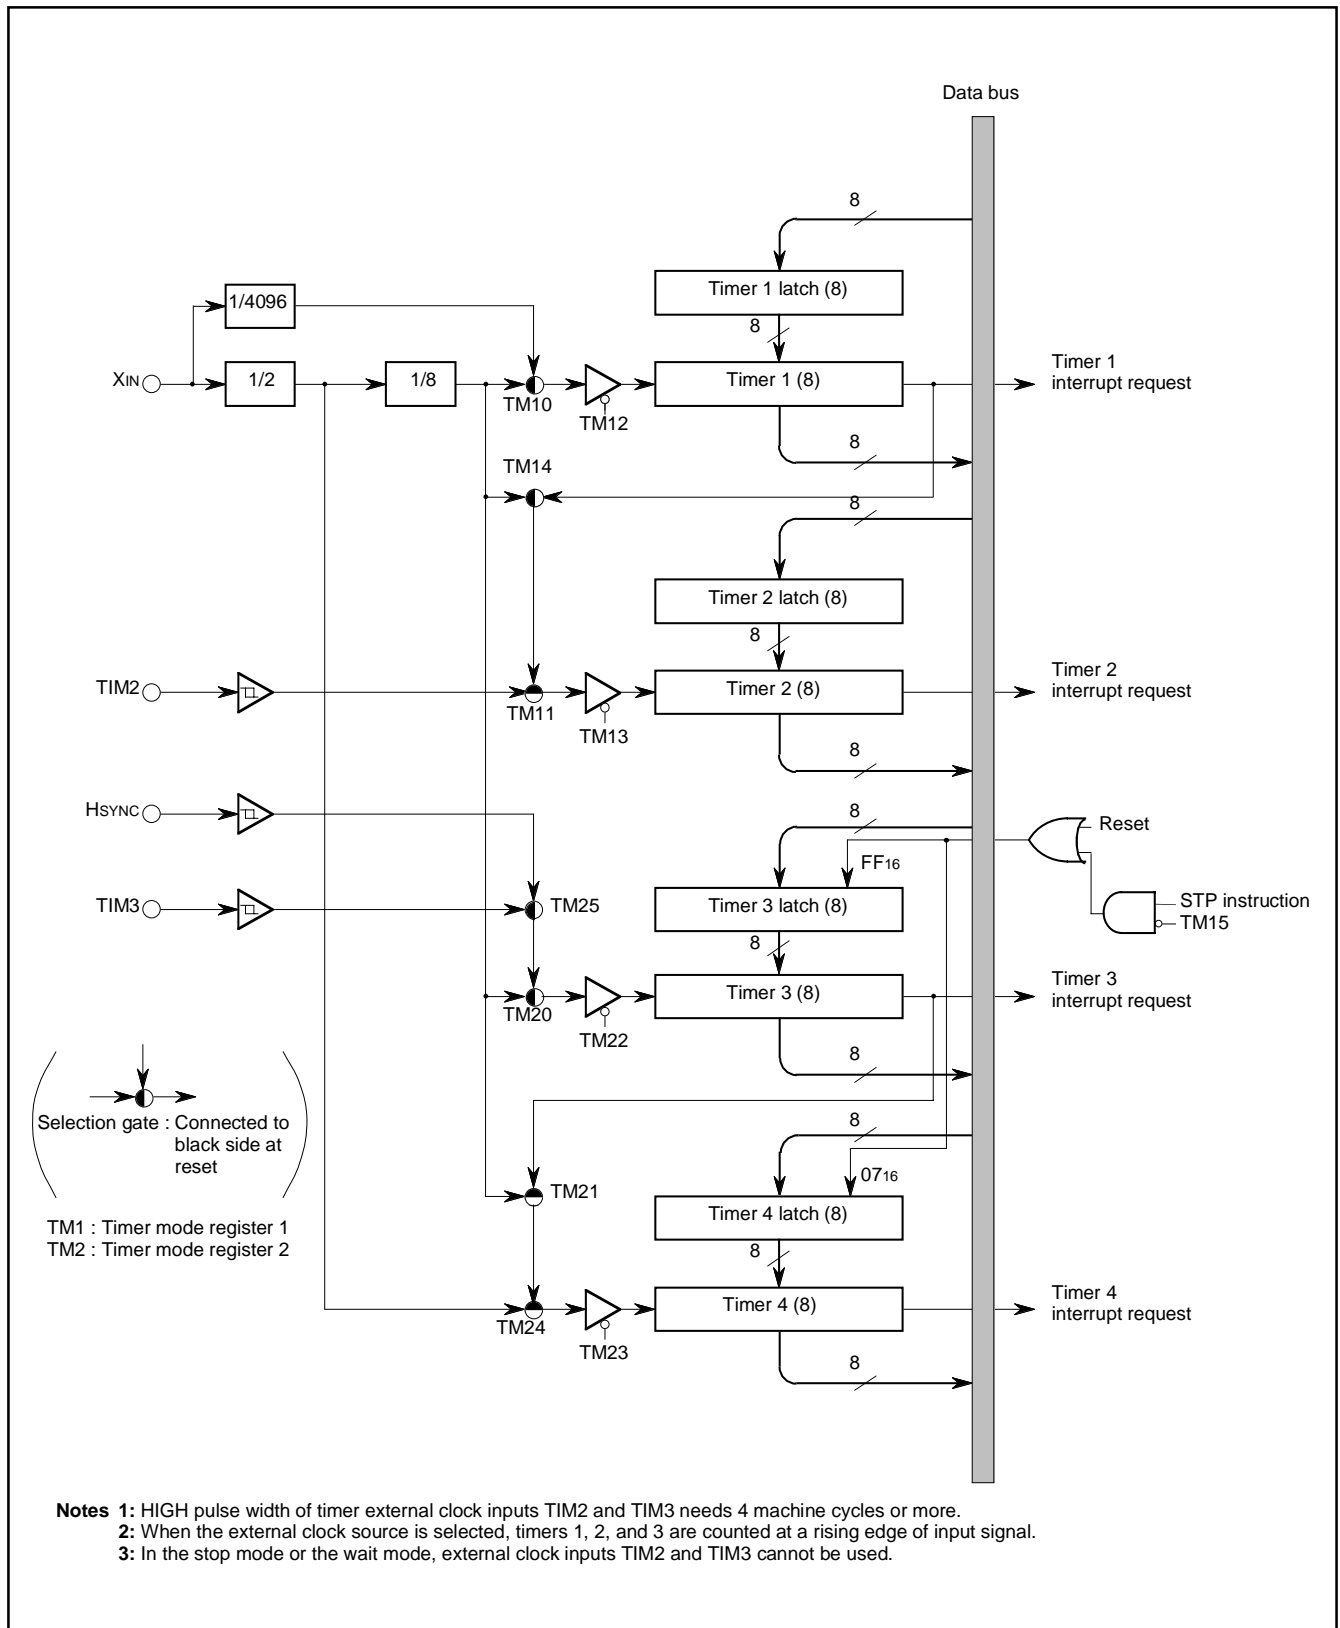 Data bus
8
1/4096
Timer 1 latch (8)
8
XIN
1/2
1/8
TM10
TM12
Timer 1 (8)
Timer 1
interrupt request
8
TM14
8
Timer 2 latch (8)
8
TIM2
TM11
TM13
Timer 2 (8)
Timer 2
interrupt request
8
HSYNC
8
Reset
FF16
TIM3
TM25
Timer 3 latch (8)
STP instruction
TM15
8
TM20
TM22
Timer 3 (8)
Timer 3
interrupt request
8
Selection gate : Connected to
black side at
reset
8
0716
TM21
Timer 4 latch (8)
TM1 : Timer mode register 1
TM2 : Timer mode register 2
8
TM24
TM23
Timer 4 (8)
Timer 4
interrupt request
8
Notes 1: HIGH pulse width of timer external clock inputs TIM2 and TIM3 needs 4 machine cycles or more.
2: When the external clock source is selected, timers 1, 2, and 3 are counted at a rising edge of input signal.
3: In the stop mode or the wait mode, external clock inputs TIM2 and TIM3 cannot be used.